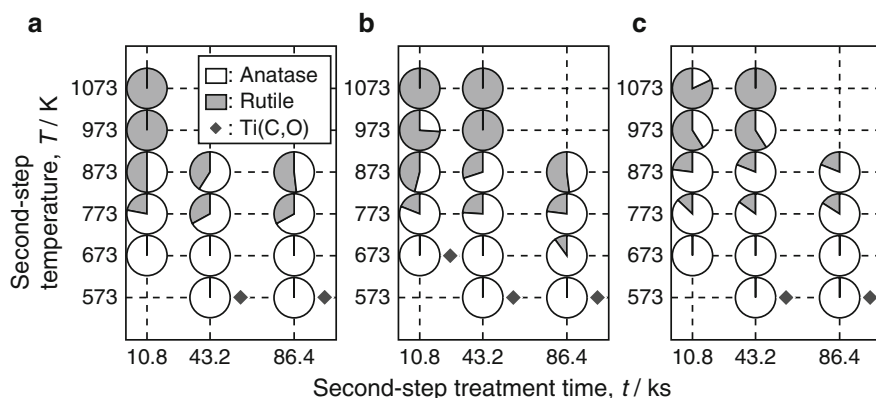 a b c
: Anatase
: Rutile
: Ti(C,O)
Second-step
temperature, T / K
1073
973
873
773
673
573
10.8 43.2 86.4
1073
973
873
773
673
573
10.8 43.2 86.4
1073
973
873
773
673
573
10.8 43.2 86.4
Second-step treatment time, t / ks